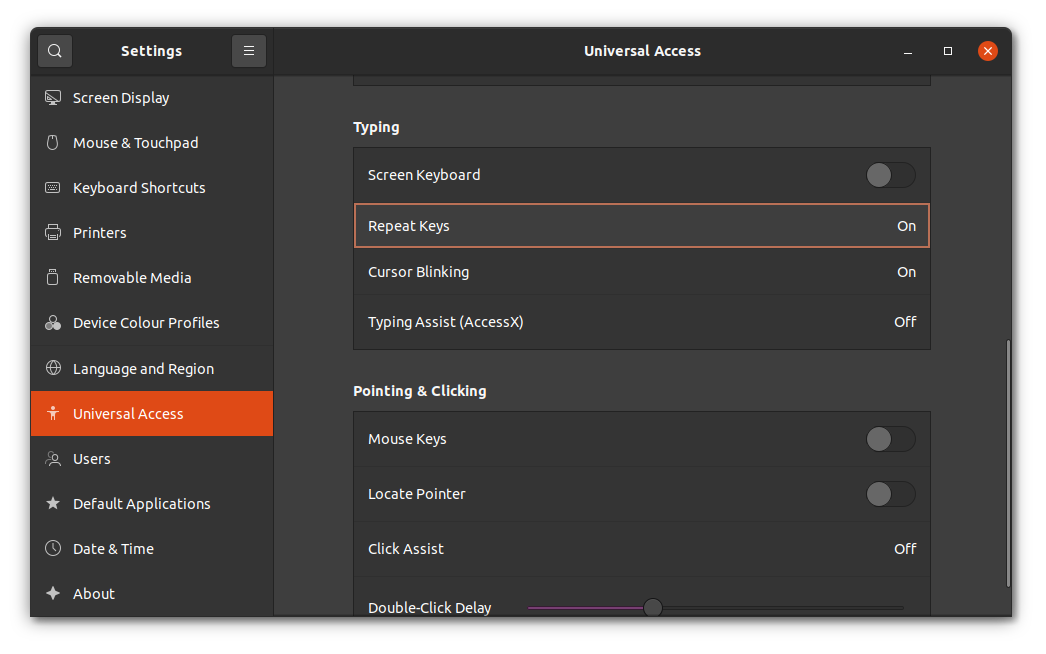 Settings
Universal Access
Screen Display
Mouse & Touchpad
Keyboard Shortcuts
Printers
Removable Media
Device Colour Profiles
Language and Region
Universal Access
Users
Default Applications
Date & Time
About
Typing
Screen Keyboard
Repeat Keys On
Cursor Blinking On
Typing Assist (AccessX) Off
Pointing & Clicking
Mouse Keys
Locate Pointer
Click Assist Off
Double-Click Delay